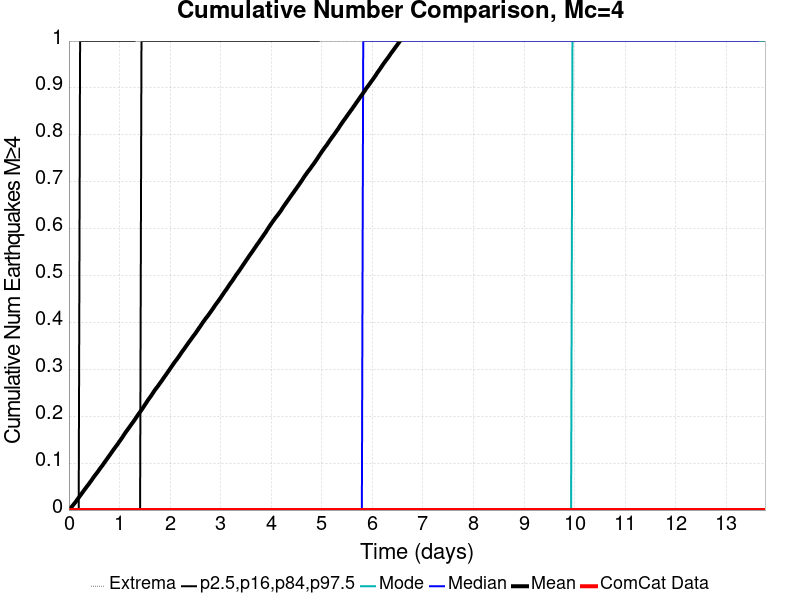 Cumulative Number Comparison, Mc=4
Cumulative Num Earthquakes M≥4
1
0.9
0.8
0.7
0.6
0.5
0.4
0.3
0.2
0.1
0
0 1 2 3 4 5 6 7 8 9 10 11 12 13
Time (days)
Extrema p2.5,p16,p84,p97.5 Mode Median Mean ComCat Data